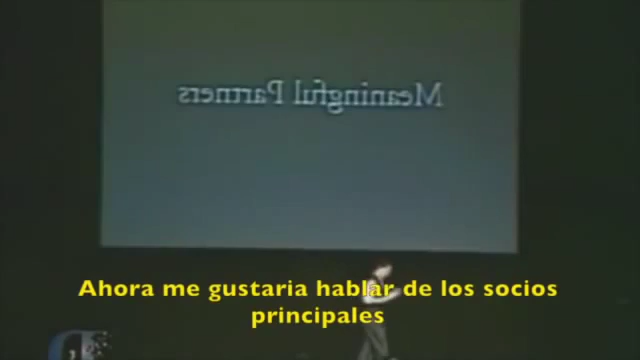 Meaningful Partners
Ahora me gustaria hablar de los socios
principales